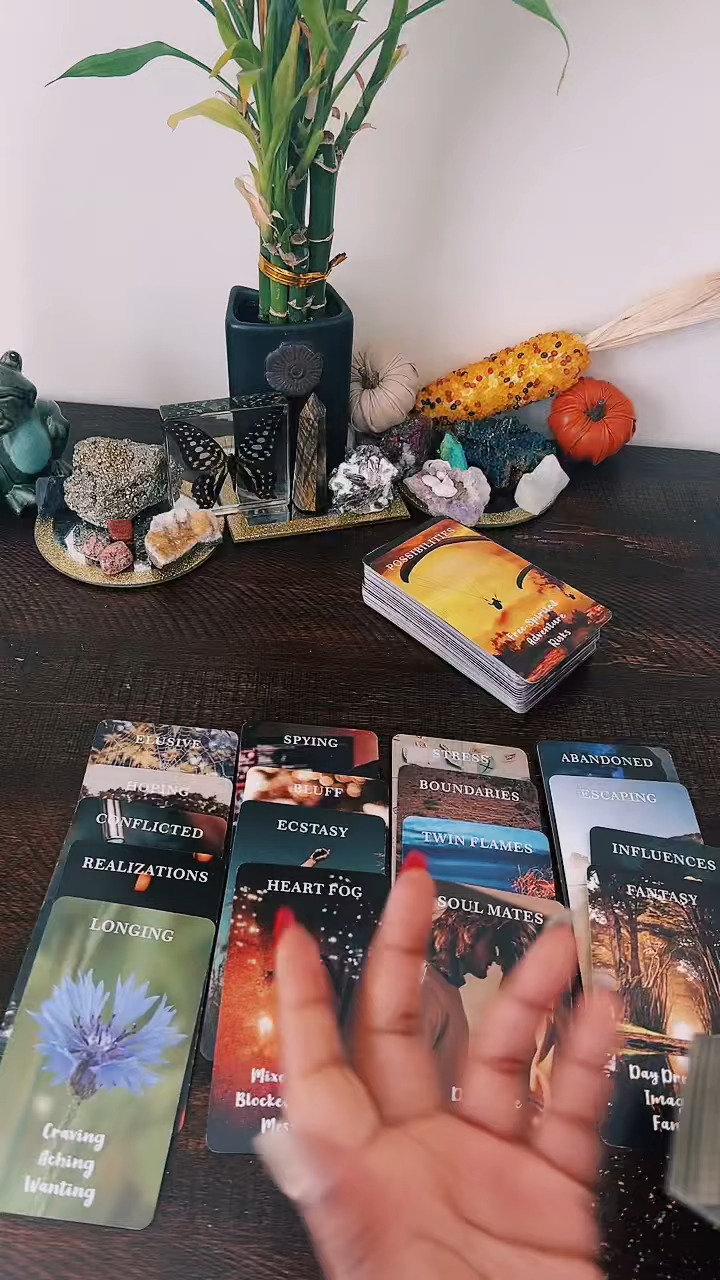 POSSIBILITIES
Free-Spirited
Adventure
Risks
ELUSIVE
HOPING
CONFLICTED
REALIZATIONS
LONGING
Craving
Aching
Wanting
SPYING
BLUFF
ECSTASY
HEART FOG
STRESS
BOUNDARIES
TWIN FLAMES
SOUL MATES
ABANDONED
ESCAPING
INFLUENCES
FANTASY
Day